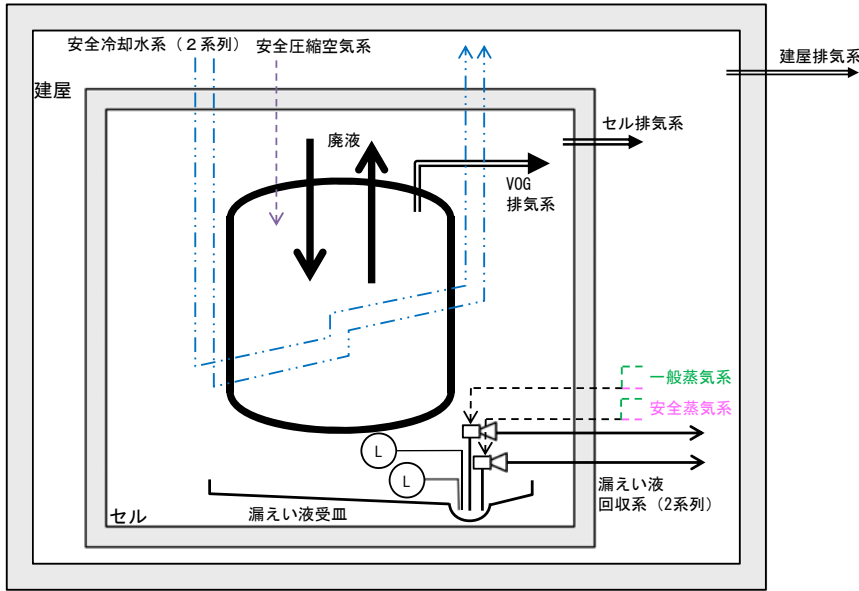 安全冷却水系（２系列）
安全圧縮空気系
建屋排気系
建屋
セル排気系
廃液
VOG
排気系
一般蒸気系
安全蒸気系
L
L
漏えい液
回収系（2系列）
漏えい液受皿
セル